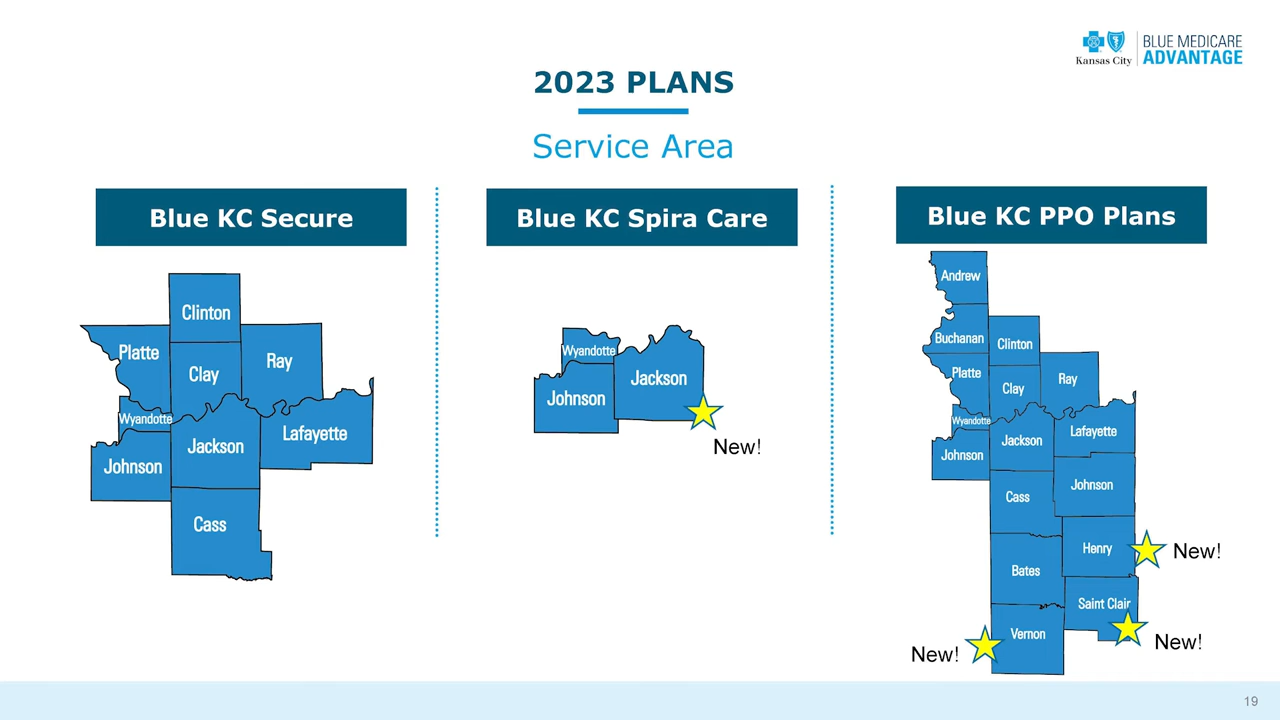 Kansas City
BLUE MEDICARE
ADVANTAGE
2023 PLANS
Service Area
Blue KC Secure
Clinton
Platte
Ray
Clay
Wyandotte
Lafayette
Jackson
Johnson
Cass
Blue KC Spira Care
Wyandotte
Jackson
Johnson
New!
Blue KC PPO Plans
Andrew
Buchanan
Clinton
Platte
Ray
Clay
Wyandotte
Lafayette
Jackson
Johnson
Johnson
Cass
Henry
New!
Bates
Saint Clair
Vernon
New!
New!
19